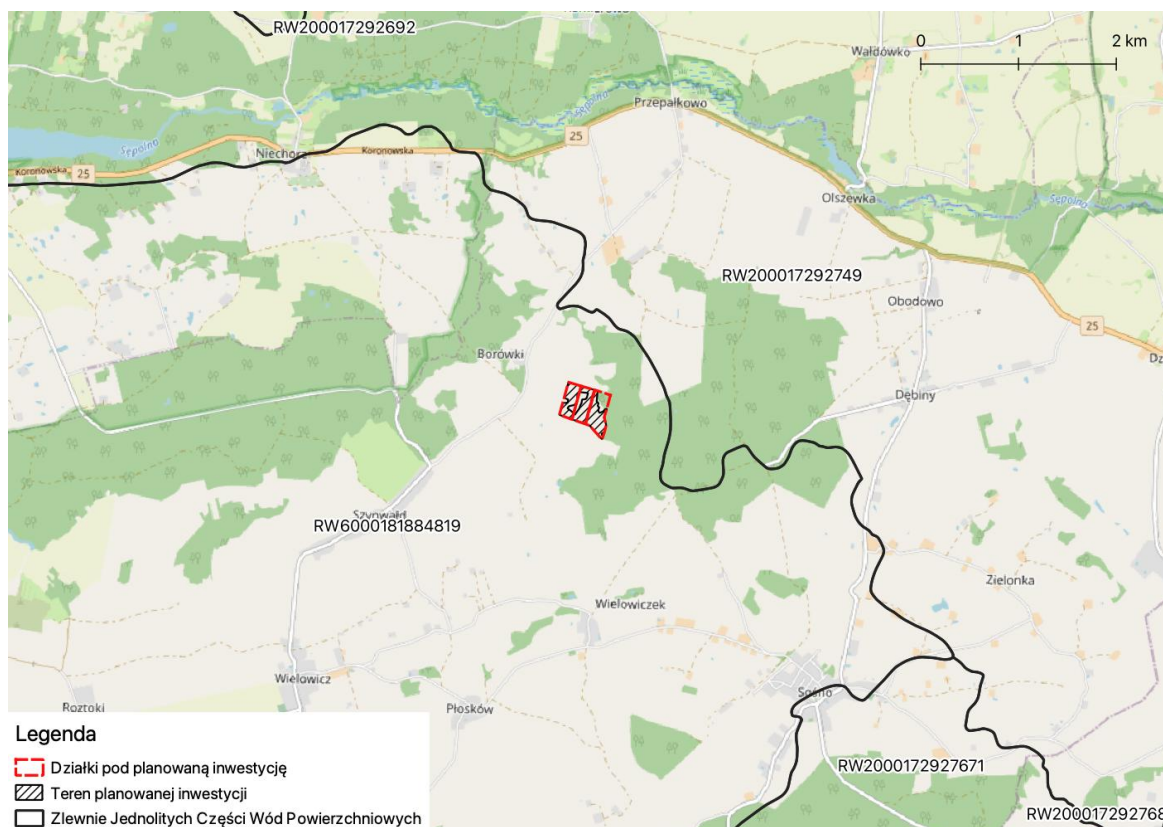 RW200017292692
0 1 2 km
Wałdówko
Przepałkowo
Sępolna
25
Sępolna
Niechorz
Koronowska
Koronowska
25
Olszewka
Sępolna
RW200017292749
Obodowo
25
Borówki
Dębiny
Szynwałd
RW6000181884819
Zielonka
Wielowiczek
Wielowicz
Sośno
Roztoki
Płosków
Legenda
Działki pod planowaną inwestycję
Teren planowanej inwestycji
Zlewnie Jednolitych Części Wód Powierzchniowych
RW2000172927671
RW200017292768